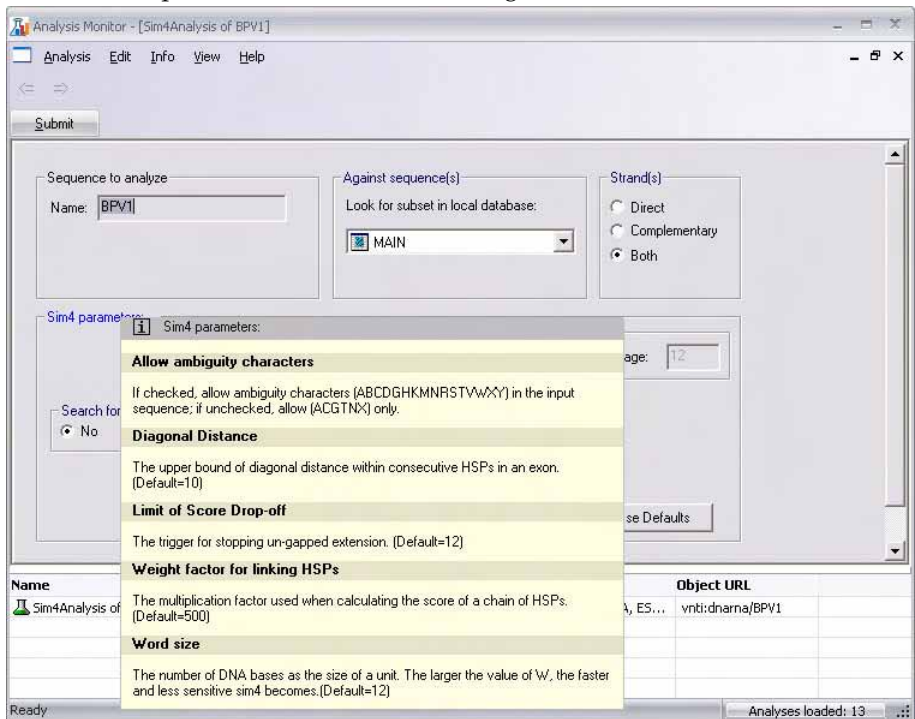 Analysis Monitor - [Sim4Analysis of BPV1]
Analysis Edit Info View Help
Submit
Sequence to analyze
Name: BPV1
Against sequence(s)
Look for subset in local database:
MAIN
Strand(s)
Direct
Complementary
Both
Sim4 parameters:
age: 12
Search for
No
se Defaults
Sim4 parameters:
Allow ambiguity characters
If checked, allow ambiguity characters (ABCDGHKMNRSTVWXY) in the input
sequence; if unchecked, allow (ACGTNX) only.
Diagonal Distance
The upper bound of diagonal distance within consecutive HSPs in an exon.
(Default=10)
Limit of Score Drop-off
The trigger for stopping un-gapped extension. (Default=12)
Weight factor for linking HSPs
The multiplication factor used when calculating the score of a chain of HSPs.
(Default=500)
Word size
The number of DNA bases as the size of a unit. The larger the value of W, the faster
and less sensitive sim4 becomes.(Default=12)
Name Object URL
Sim4Analysis of A, ES... vnti:dnarna/BPV1
Ready Analyses loaded: 13